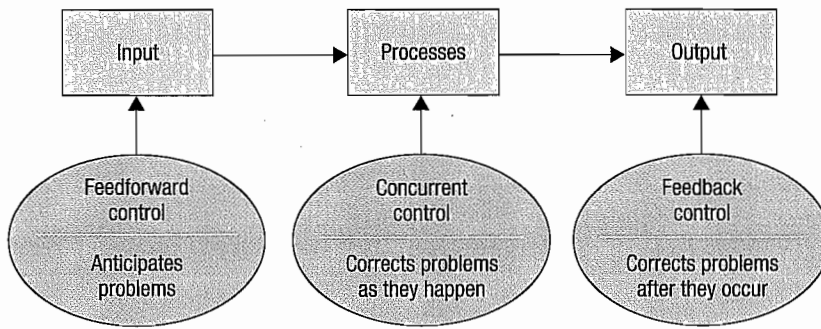 Input
Processes
Output
Feedforward
control
Anticipates
problems
Concurrent
control
Corrects problems
as they happen
Feedback
control
Corrects problems
after they occur